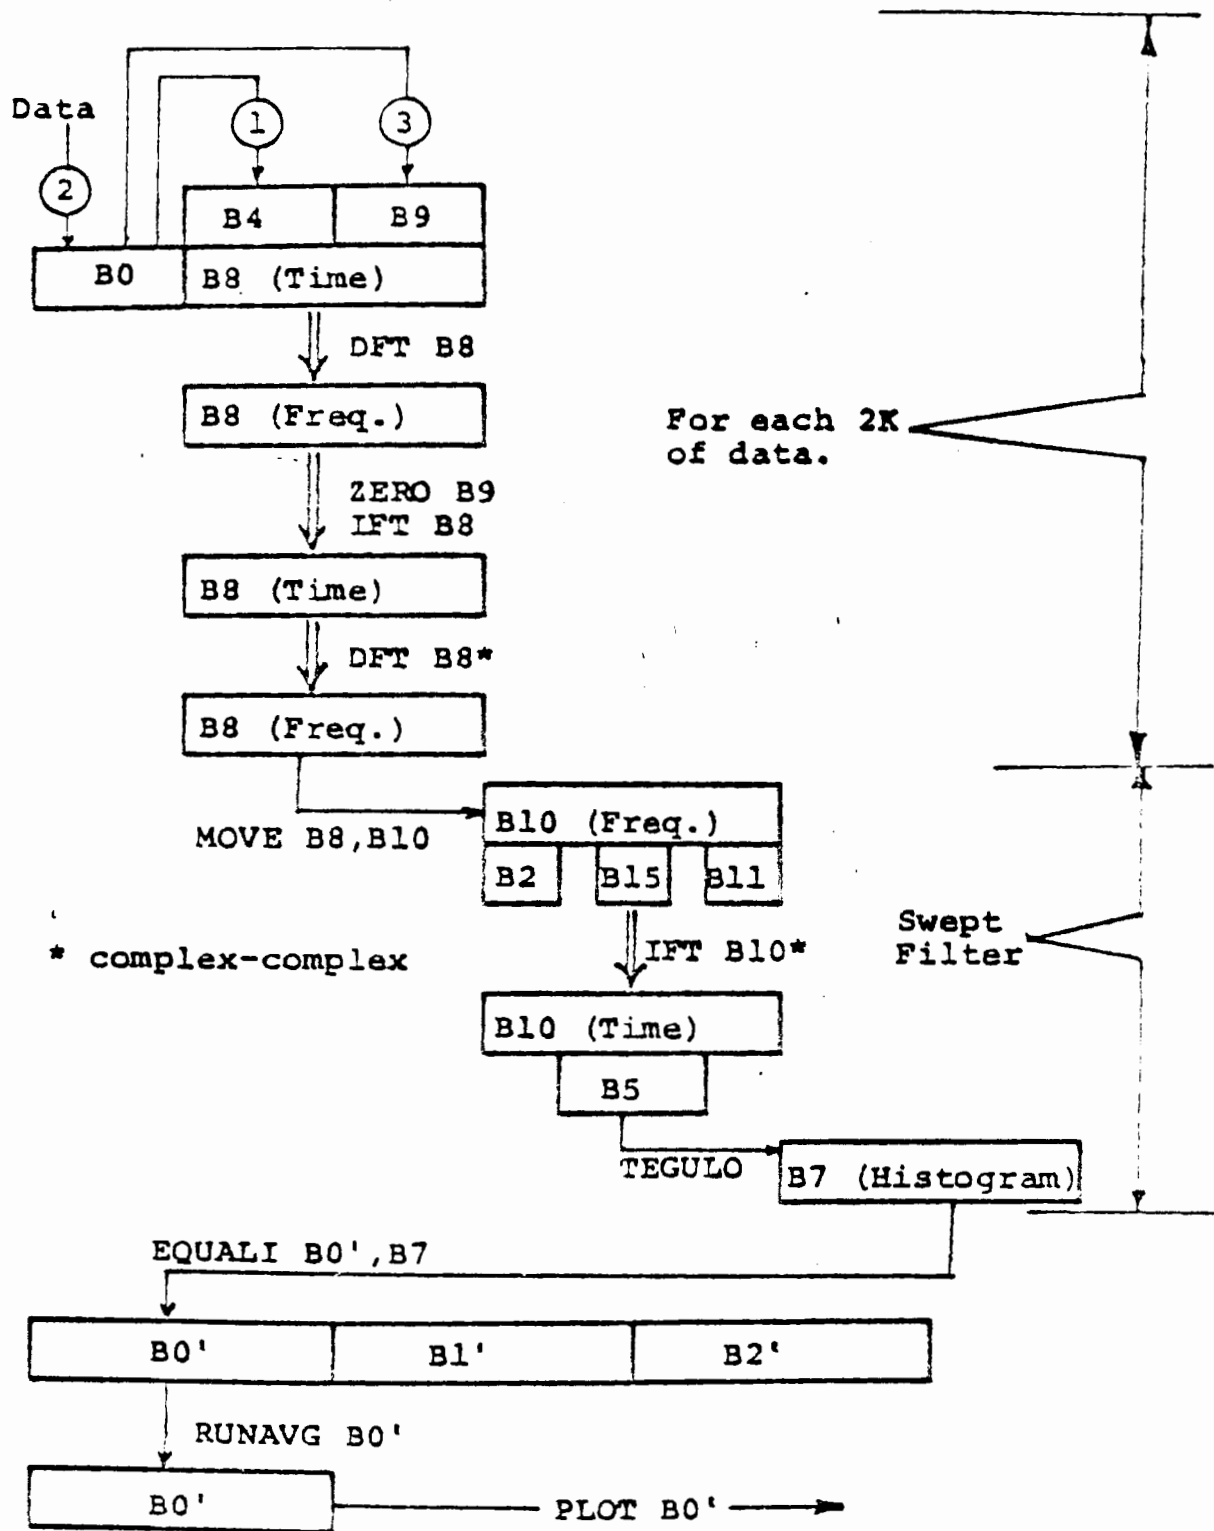 Data
1
3
2
B4
B9
B0
B8 (Time)
DFT B8
B8 (Freq.)
For each 2K
of data.
ZERO B9
IFT B8
B8 (Time)
DFT B8*
B8 (Freq.)
MOVE B8,B10
B10 (Freq.)
B2
B15
B11
* complex-complex
IFT B10*
Swept
Filter
B10 (Time)
B5
TEGULO
B7 (Histogram)
EQUALI B0',B7
B0'
B1'
B2'
RUNAVG B0'
B0'
PLOT B0'